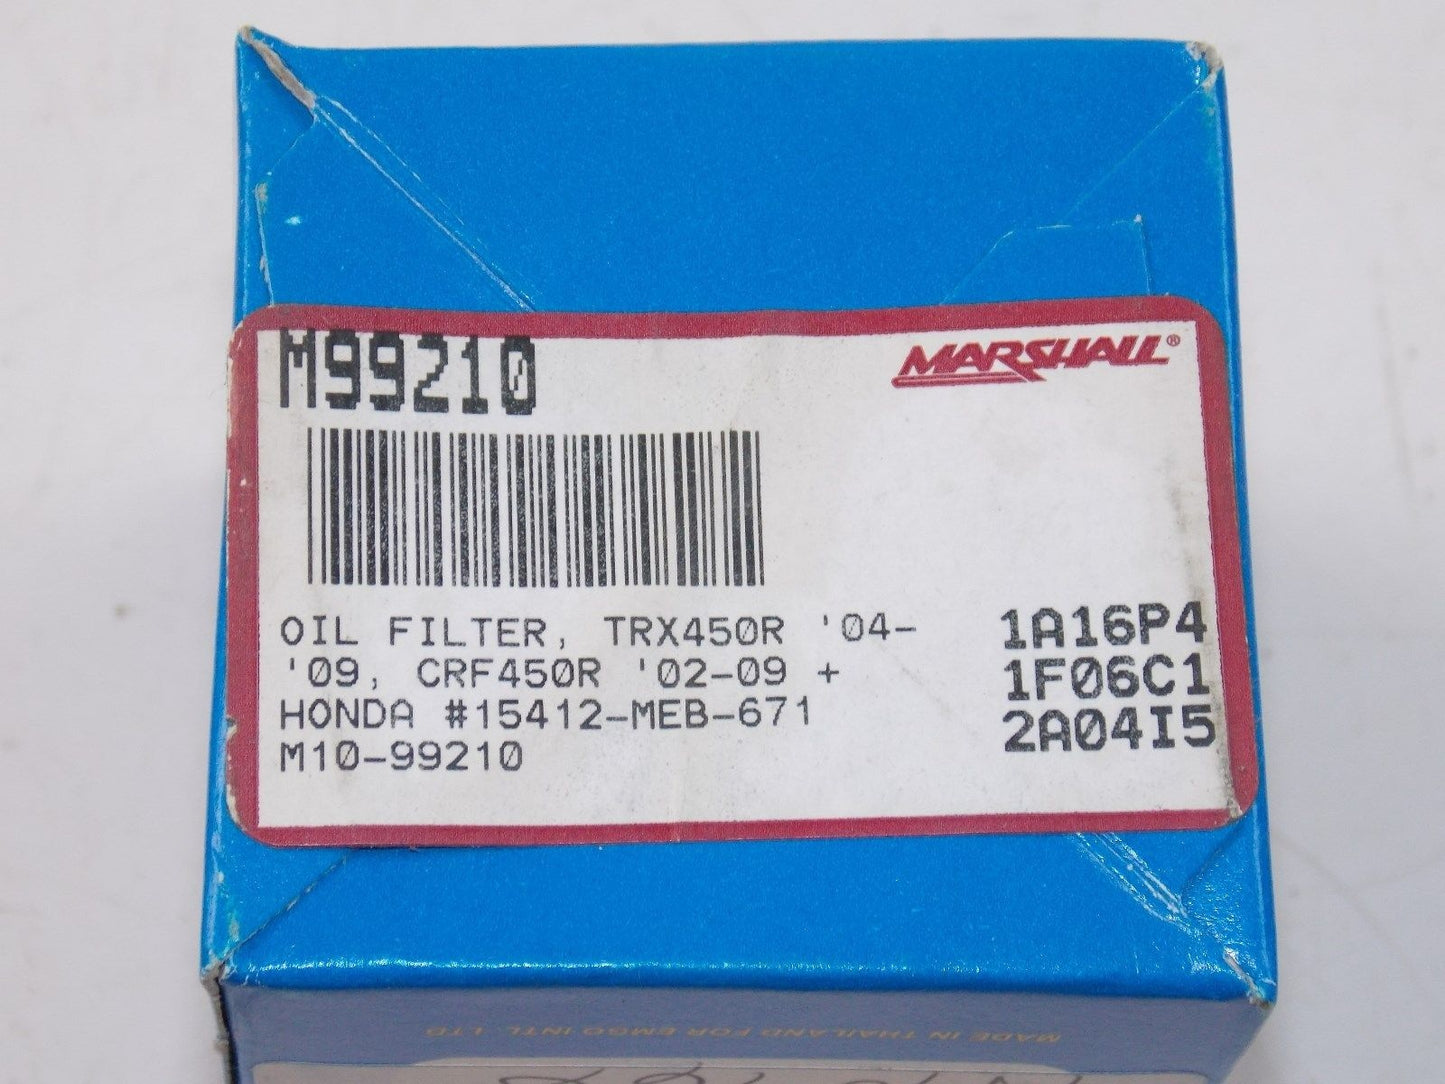 M99210
MARSHALL®
OIL FILTER, TRX450R '04-
'09, CRF450R '02-09 +
HONDA #15412-MEB-671
M10-99210
1A16P4
1F06C1
2A04I5
MADE IN THAILAND FOR EMGO INTL. LTD